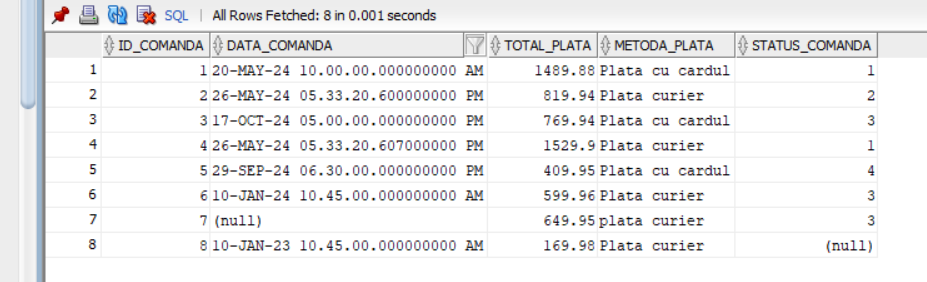 SQL | All Rows Fetched: 8 in 0.001 seconds
ID_COMANDA DATA_COMANDA TOTAL_PLATA METODA_PLATA STATUS_COMANDA
1 1 20-MAY-24 10.00.00.000000000 AM 1489.88 Plata cu cardul 1
2 2 26-MAY-24 05.33.20.600000000 PM 819.94 Plata curier 2
3 3 17-OCT-24 05.00.00.000000000 PM 769.94 Plata cu cardul 3
4 4 26-MAY-24 05.33.20.607000000 PM 1529.9 Plata curier 1
5 5 29-SEP-24 06.30.00.000000000 PM 409.95 Plata cu cardul 4
6 6 10-JAN-24 10.45.00.000000000 AM 599.96 Plata curier 3
7 7 (null) 649.95 plata curier 3
8 8 10-JAN-23 10.45.00.000000000 AM 169.98 Plata curier (null)